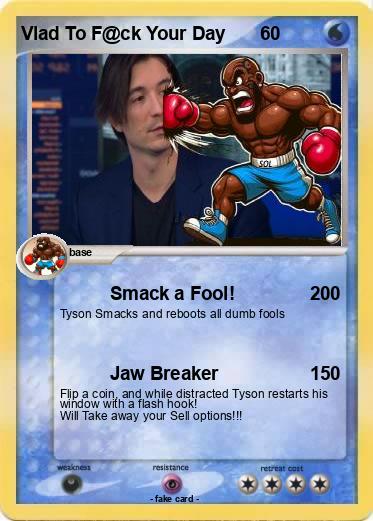 Vlad To F@ck Your Day 60
SOL
base
Smack a Fool! 200
Tyson Smacks and reboots all dumb fools
Jaw Breaker 150
Flip a coin, and while distracted Tyson restarts his
window with a flash hook!
Will Take away your Sell options!!!
weakness resistance retreat cost
- fake card -